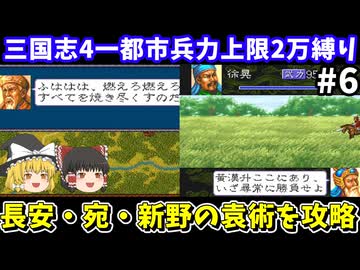 三国志4一都市兵力上限2万縛り
#6
ふははは、燃えろ燃えろ
すべてを焼き尽くすのだ
徐晃 武力95
黄漢升ここにあり、
いざ尋常に勝負せよ
長安・宛・新野の袁術を攻略